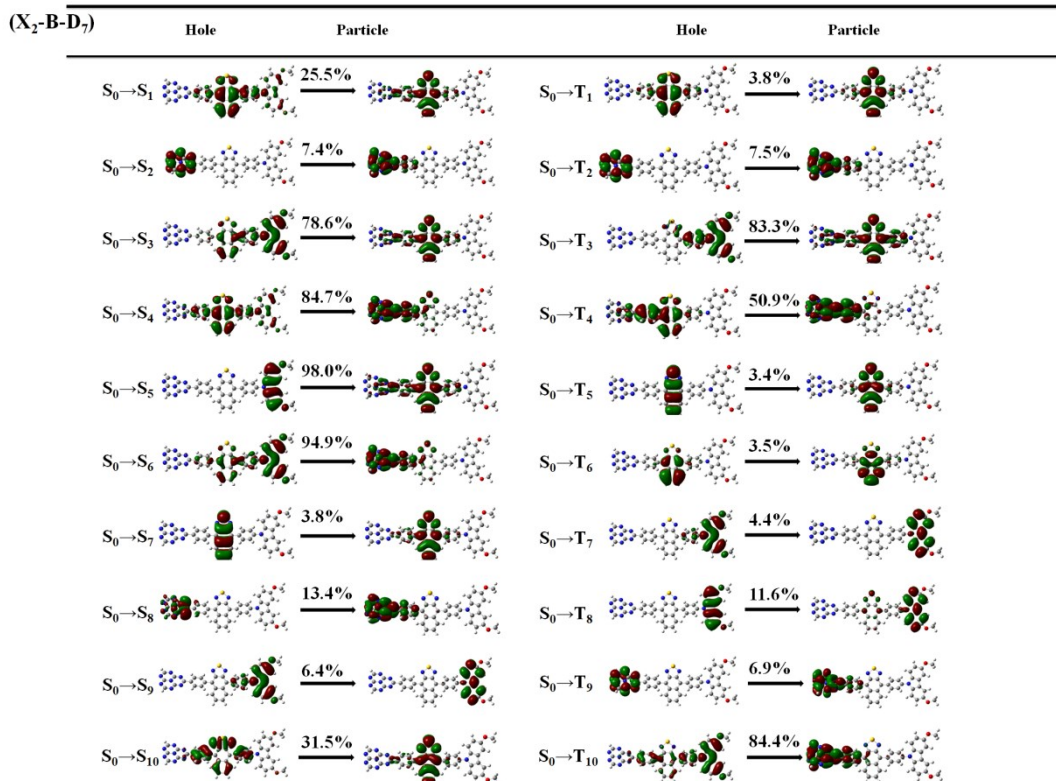 (X₂-B-D₇)
Hole Particle Hole Particle
S₀→S₁ 25.5% S₀→T₁ 3.8%
S₀→S₂ 7.4% S₀→T₂ 7.5%
S₀→S₃ 78.6% S₀→T₃ 83.3%
S₀→S₄ 84.7% S₀→T₄ 50.9%
S₀→S₅ 98.0% S₀→T₅ 3.4%
S₀→S₆ 94.9% S₀→T₆ 3.5%
S₀→S₇ 3.8% S₀→T₇ 4.4%
S₀→S₈ 13.4% S₀→T₈ 11.6%
S₀→S₉ 6.4% S₀→T₉ 6.9%
S₀→S₁₀ 31.5% S₀→T₁₀ 84.4%